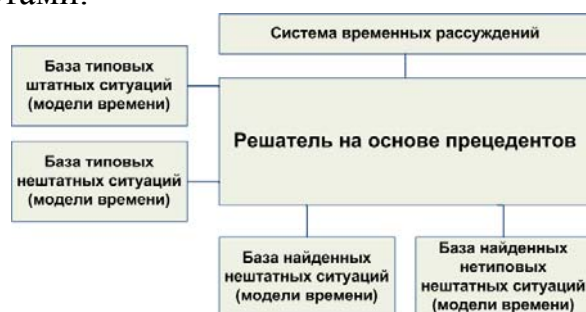 Система временных рассуждений
База типовых
штатных ситуаций
(модели времени)
Решатель на основе прецедентов
База типовых
нештатных ситуаций
(модели времени)
База найденных
нештатных ситуаций
(модели времени)
База найденных
нетиповых
нештатных ситуаций
(модели времени)